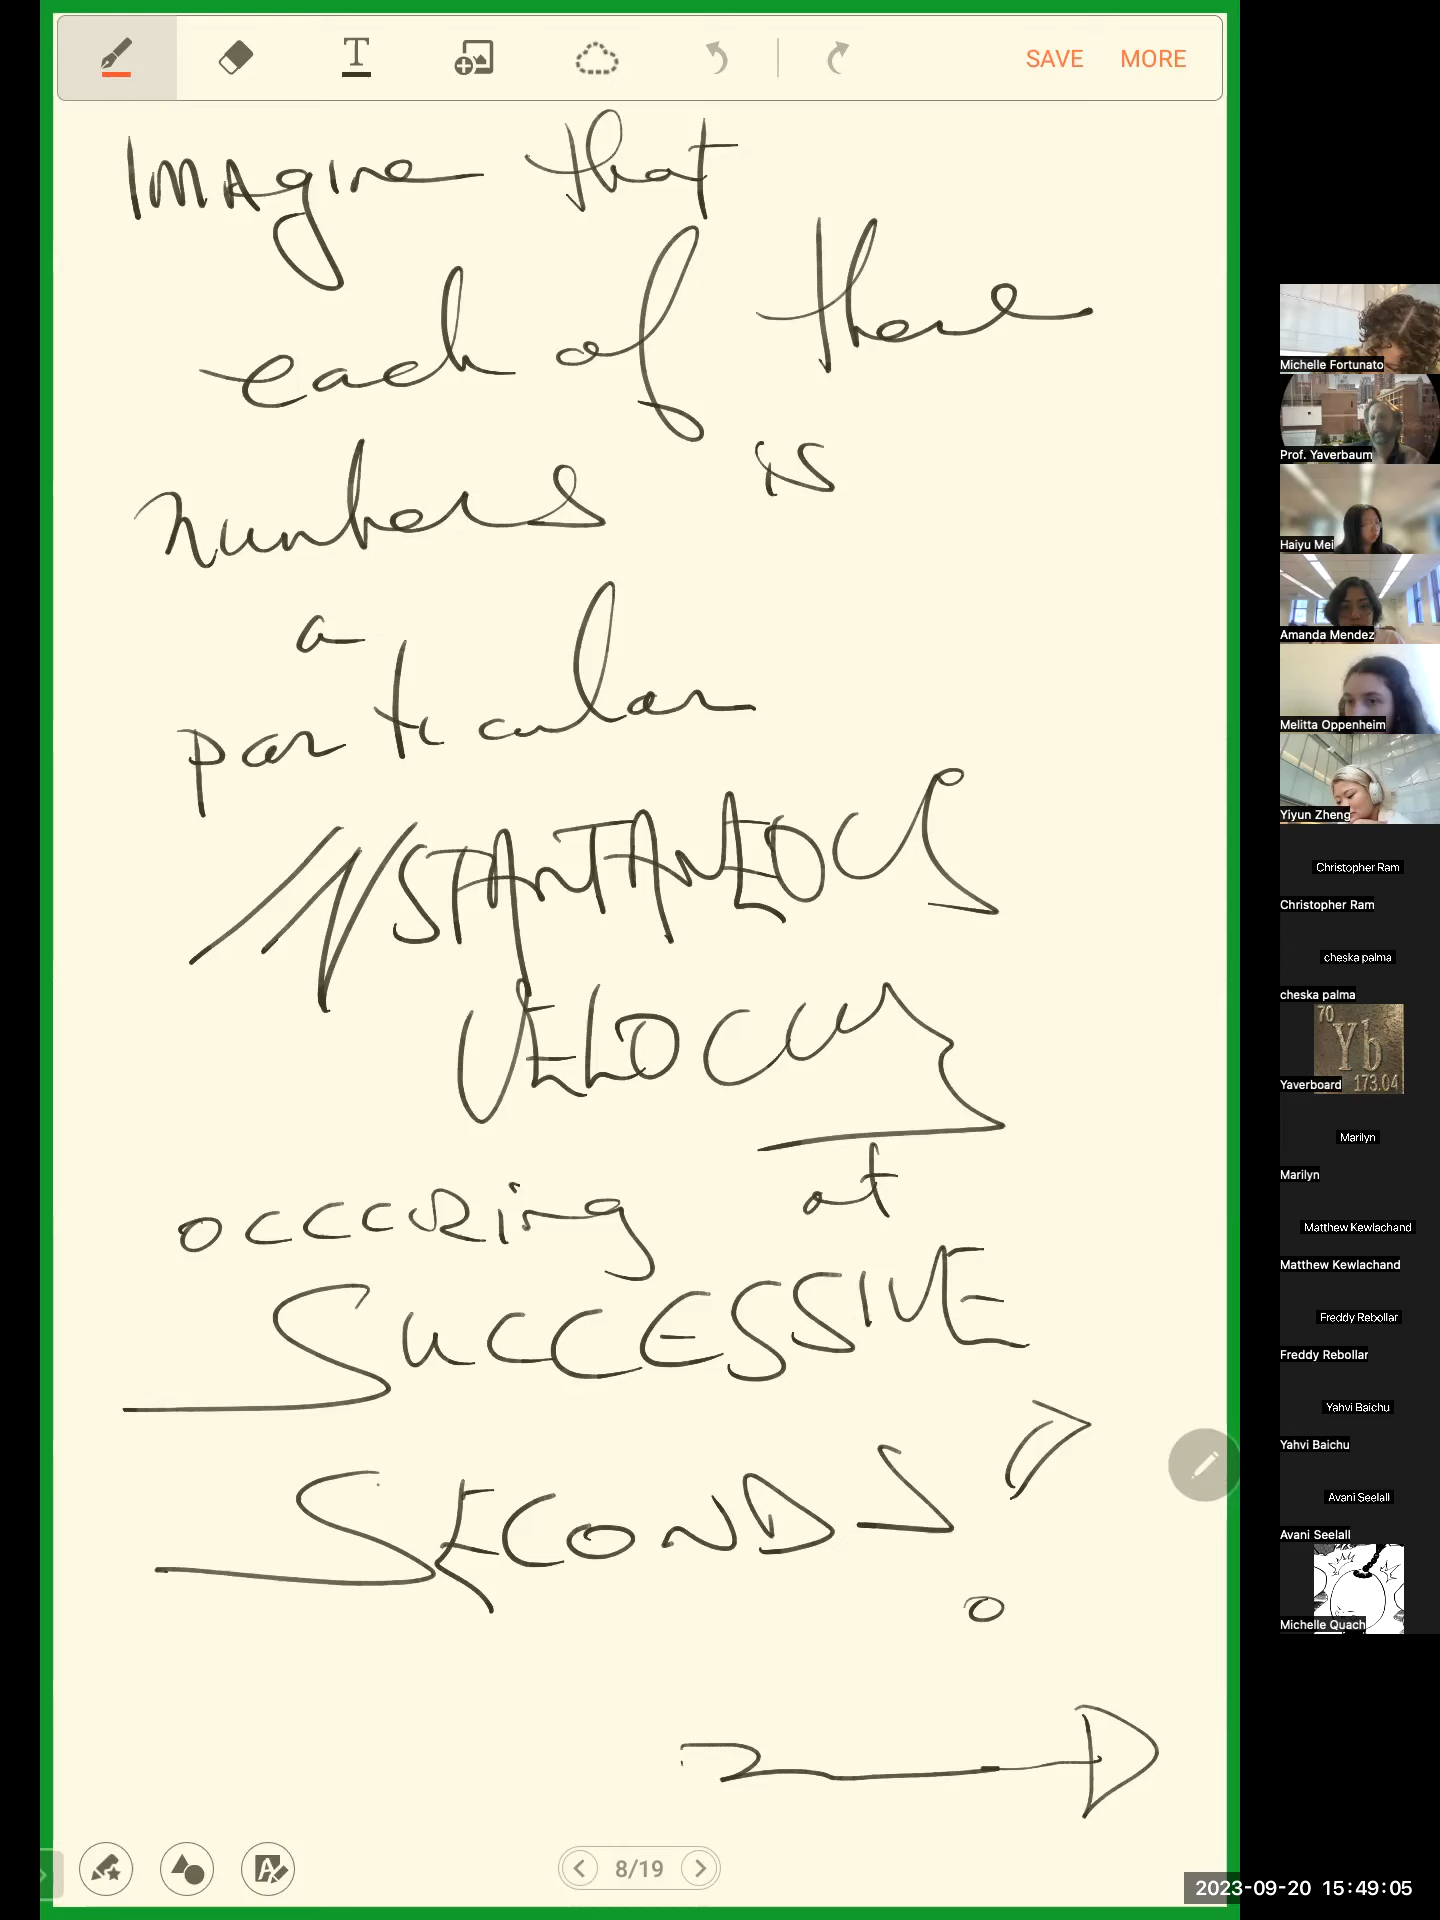 SAVE MORE
Imagine that
each of these
numbers is
a
particular
INSTANTANEOUS
VELOCITY
occuring at
SUCCESSIVE
SECONDS
8/19
Michelle Fortunato
Prof. Yaverbaum
Haiyu Mei
Amanda Mendez
Melitta Oppenheim
Yiyun Zheng
Christopher Ram
Christopher Ram
cheska palma
cheska palma
70
Yb
173.04
Yaverboard
Marilyn
Marilyn
Matthew Kewlachand
Matthew Kewlachand
Freddy Rebollar
Freddy Rebollar
Yahvi Baichu
Yahvi Baichu
Avani Seelall
Avani Seelall
Michelle Quach
2023-09-20 15:49:05